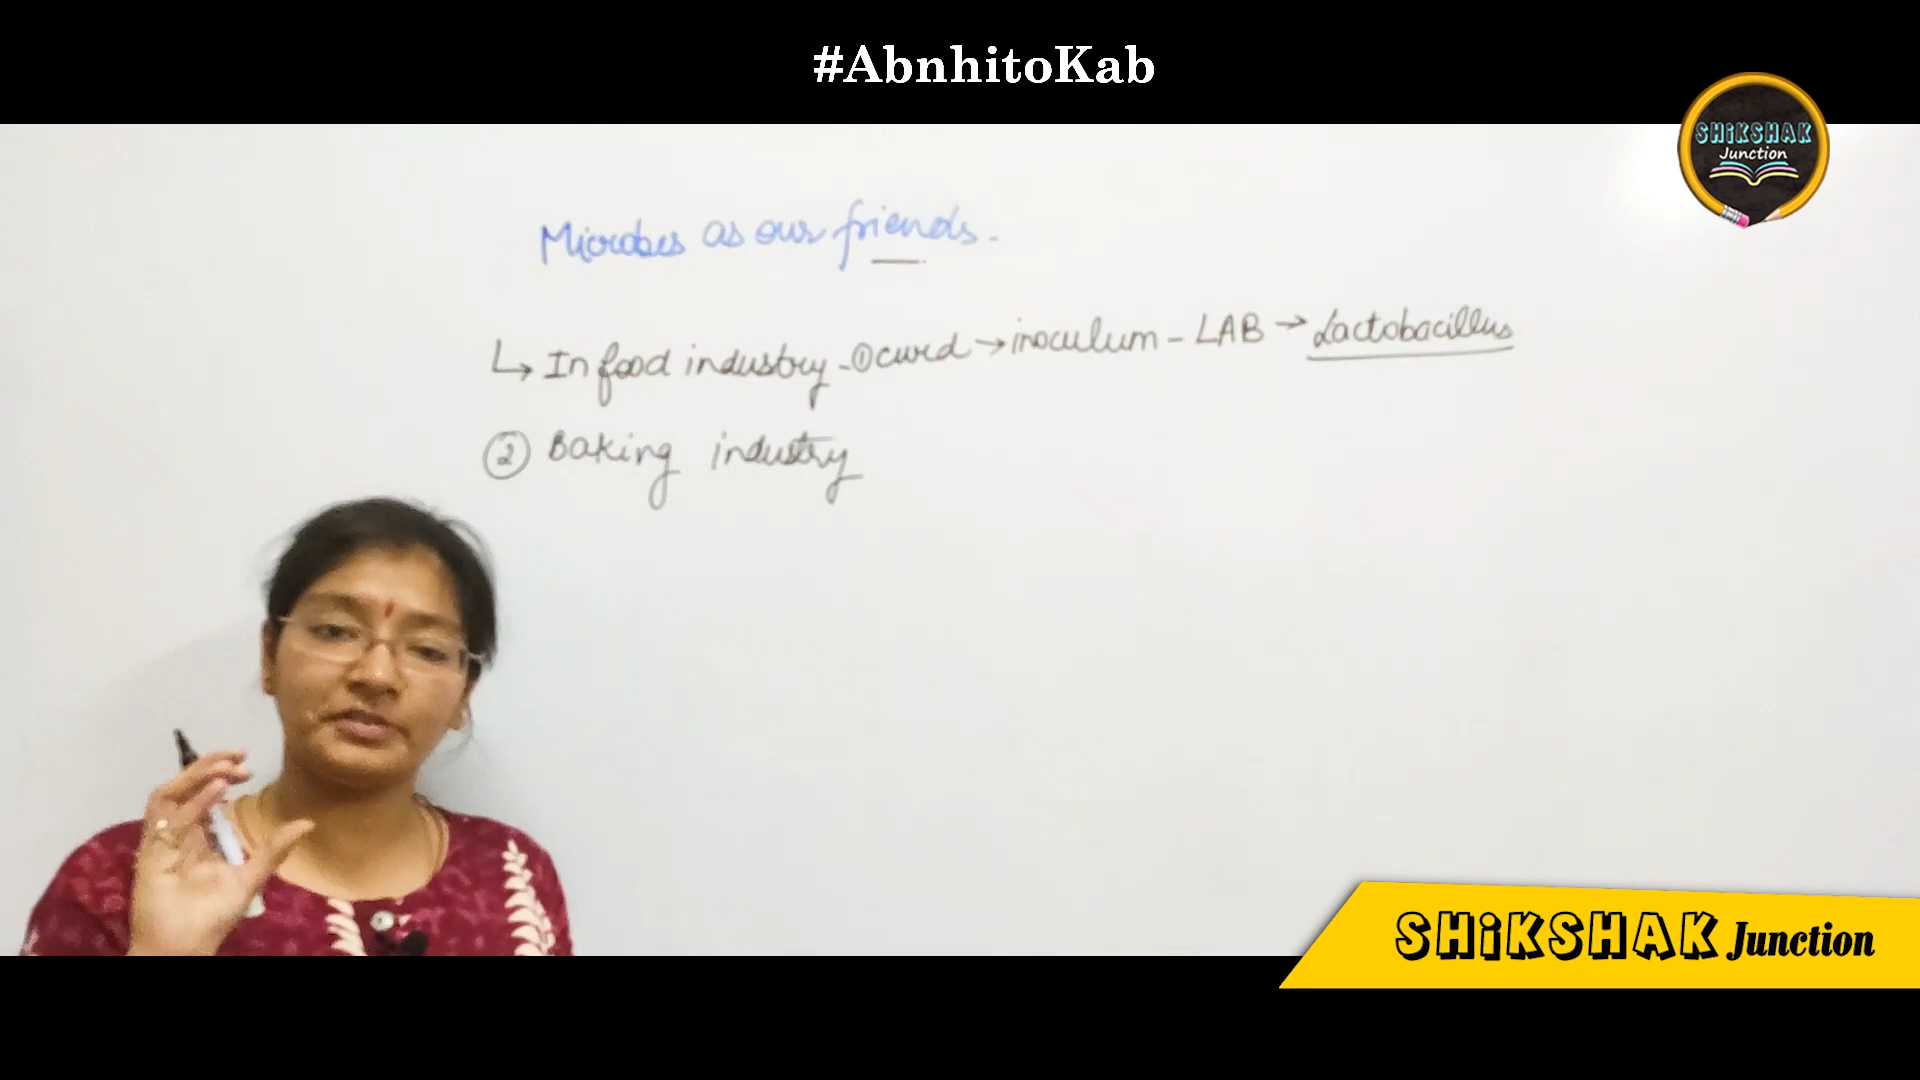 #AbnhitoKab
SHiKSHAK
Junction
Microbes as our friends.
↳ In food industry - ① curd → inoculum - LAB → Lactobacillus
② Baking industry
SHiKSHAK Junction